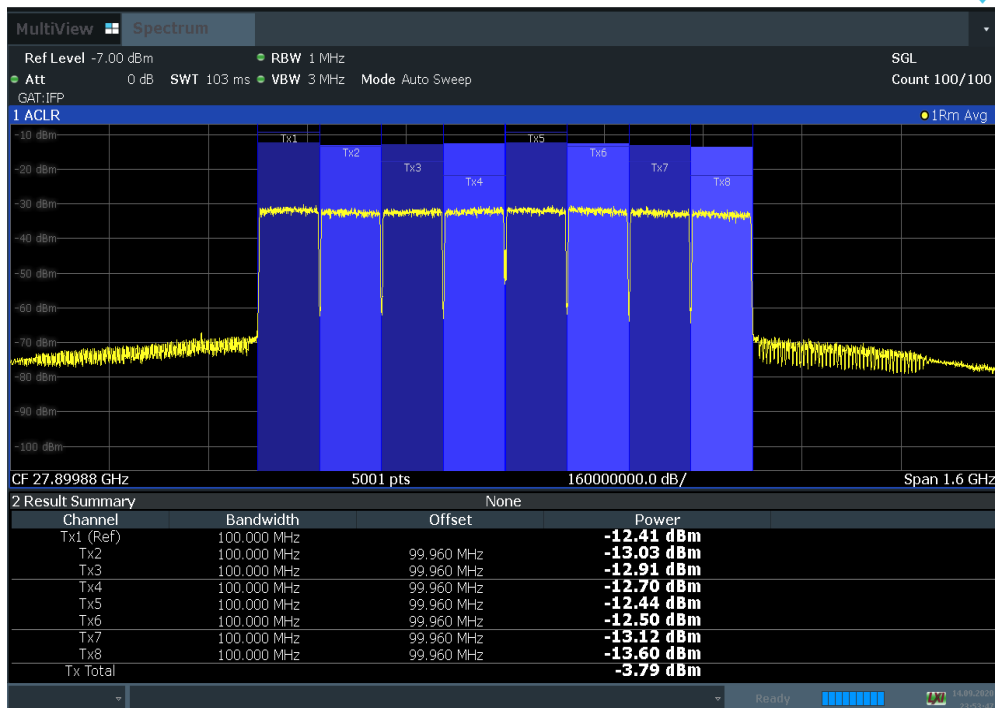 MultiView Spectrum
Ref Level -7.00 dBm RBW 1 MHz SGL
Att 0 dB SWT 103 ms VBW 3 MHz Mode Auto Sweep Count 100/100
GAT:IFP
1 ACLR 1Rm Avg
-10 dBm
Tx1 Tx5
Tx2 Tx6
-20 dBm Tx3 Tx7
Tx4 Tx8
-30 dBm
-40 dBm
-50 dBm
-60 dBm
-70 dBm
-80 dBm
-90 dBm
-100 dBm
CF 27.89988 GHz 5001 pts 160000000.0 dB/ Span 1.6 GHz
2 Result Summary None
Channel Bandwidth Offset Power
Tx1 (Ref) 100.000 MHz -12.41 dBm
Tx2 100.000 MHz 99.960 MHz -13.03 dBm
Tx3 100.000 MHz 99.960 MHz -12.91 dBm
Tx4 100.000 MHz 99.960 MHz -12.70 dBm
Tx5 100.000 MHz 99.960 MHz -12.44 dBm
Tx6 100.000 MHz 99.960 MHz -12.50 dBm
Tx7 100.000 MHz 99.960 MHz -13.12 dBm
Tx8 100.000 MHz 99.960 MHz -13.60 dBm
Tx Total -3.79 dBm
Ready LXI 14.09.2020